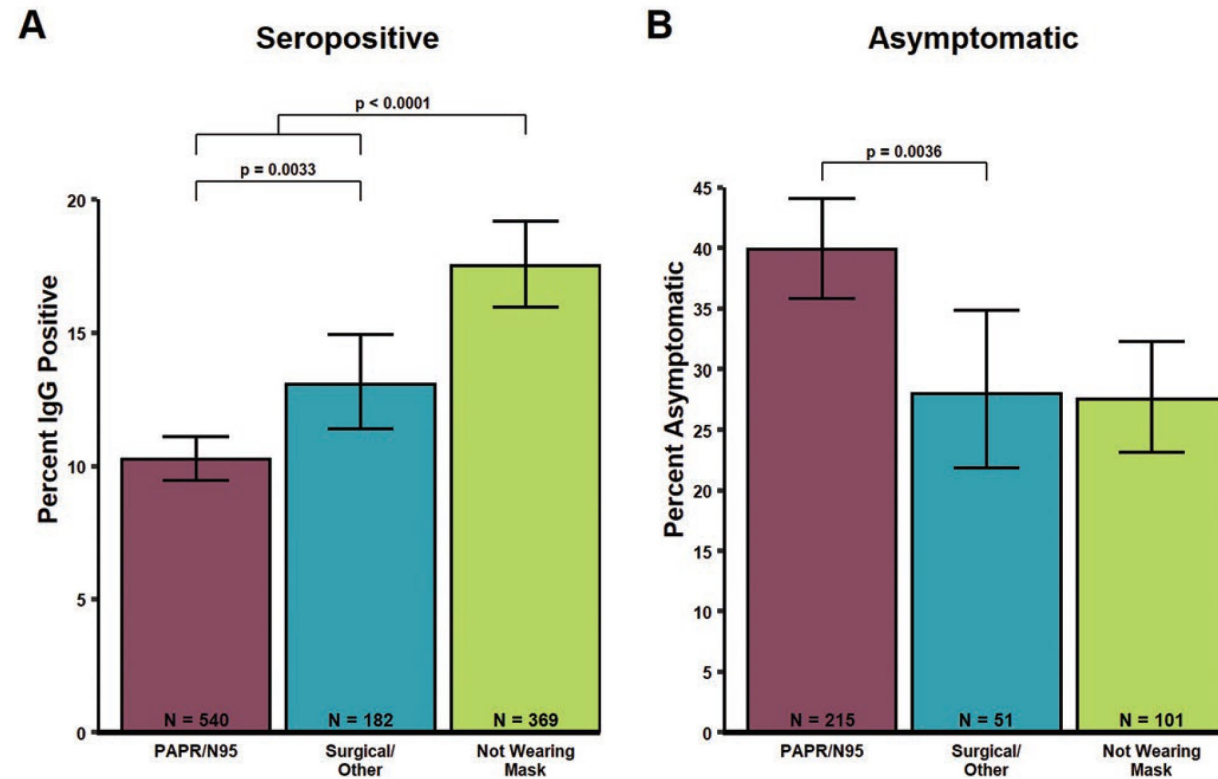 A
Seropositive
p < 0.0001
p = 0.0033
Percent IgG Positive
20
15
10
5
0
N = 540
N = 182
N = 369
PAPR/N95
Surgical/
Other
Not Wearing
Mask
B
Asymptomatic
p = 0.0036
Percent Asymptomatic
45
40
35
30
25
20
15
10
5
0
N = 215
N = 51
N = 101
PAPR/N95
Surgical/
Other
Not Wearing
Mask